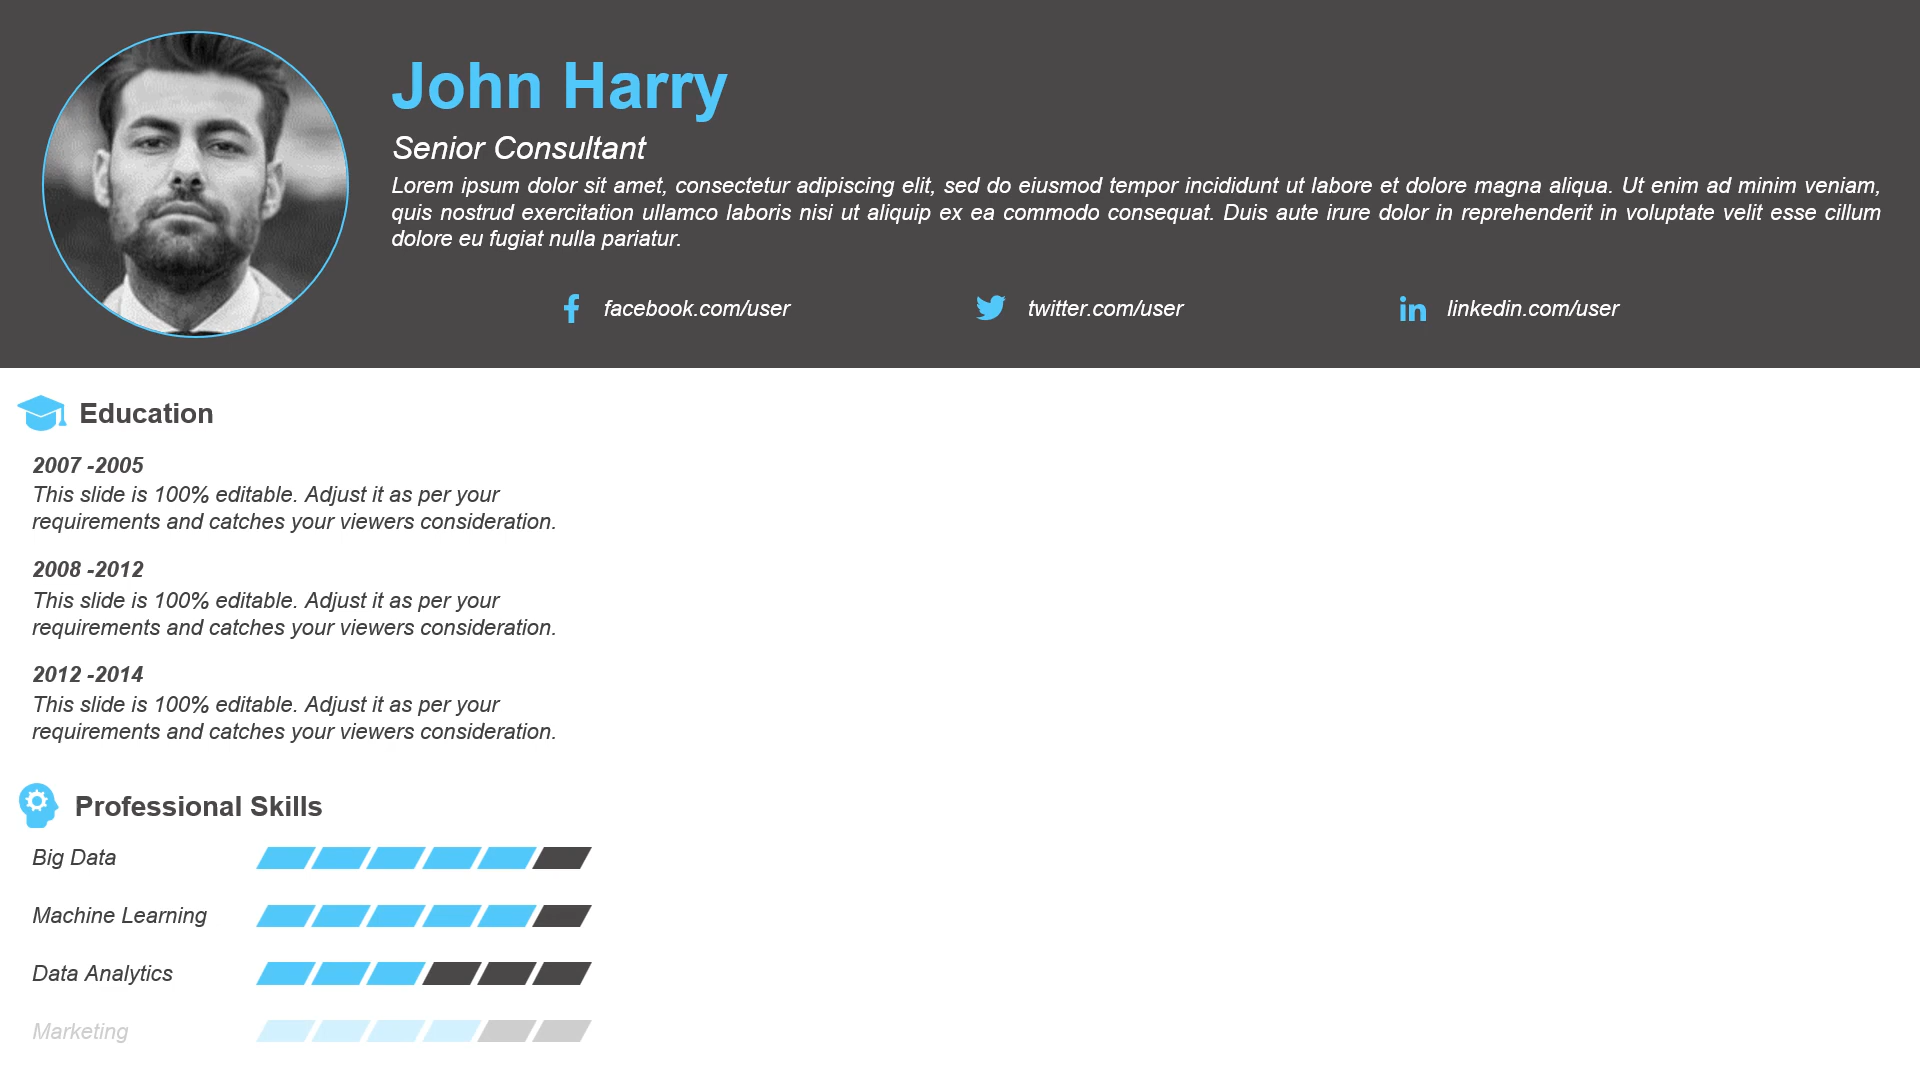 John Harry
Senior Consultant
Lorem ipsum dolor sit amet, consectetur adipiscing elit, sed do eiusmod tempor incididunt ut labore et dolore magna aliqua. Ut enim ad minim veniam,
quis nostrud exercitation ullamco laboris nisi ut aliquip ex ea commodo consequat. Duis aute irure dolor in reprehenderit in voluptate velit esse cillum
dolore eu fugiat nulla pariatur.
facebook.com/user
twitter.com/user
linkedin.com/user
Education
2007 -2005
This slide is 100% editable. Adjust it as per your
requirements and catches your viewers consideration.
2008 -2012
This slide is 100% editable. Adjust it as per your
requirements and catches your viewers consideration.
2012 -2014
This slide is 100% editable. Adjust it as per your
requirements and catches your viewers consideration.
Professional Skills
Big Data
Machine Learning
Data Analytics
Marketing